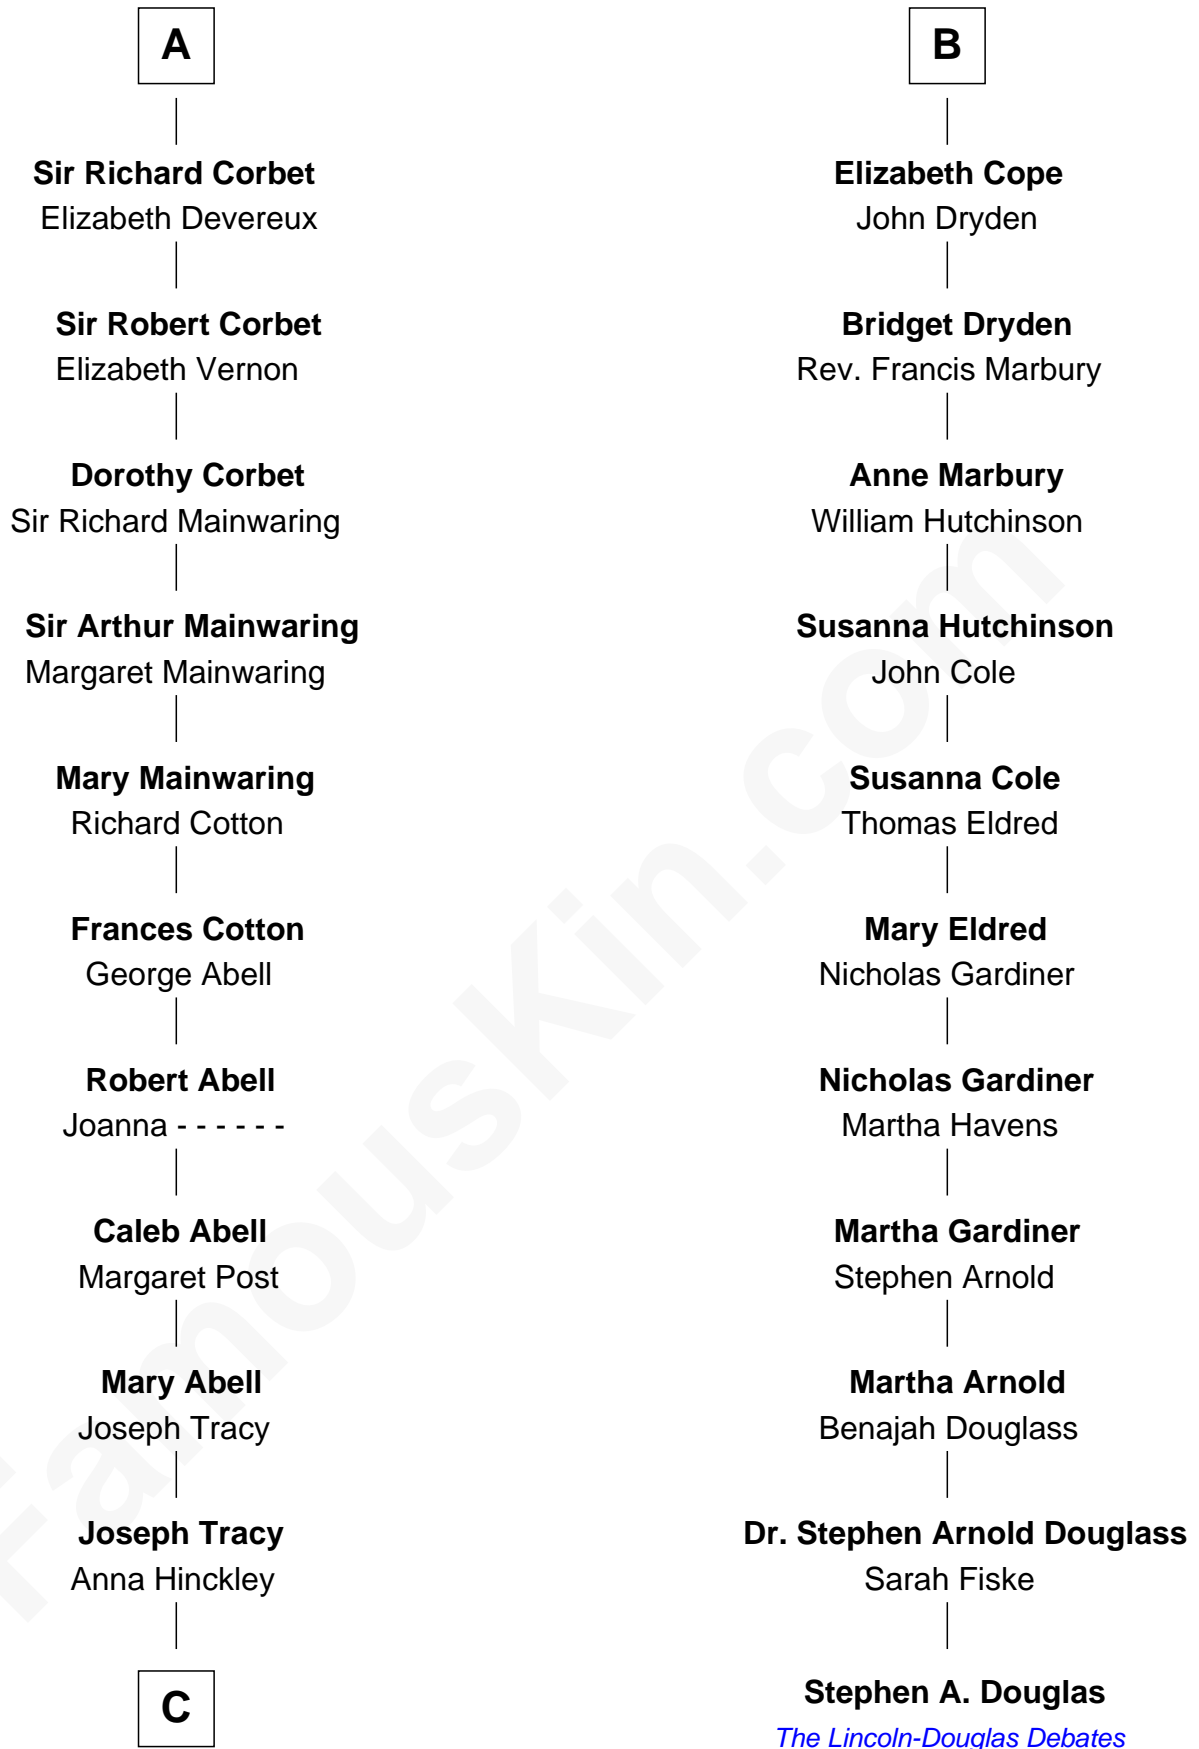 A
Sir Richard Corbet
Elizabeth Devereux
Sir Robert Corbet
Elizabeth Vernon
Dorothy Corbet
Sir Richard Mainwaring
Sir Arthur Mainwaring
Margaret Mainwaring
Mary Mainwaring
Richard Cotton
Frances Cotton
George Abell
Robert Abell
Joanna - - - - - -
Caleb Abell
Margaret Post
Mary Abell
Joseph Tracy
Joseph Tracy
Anna Hinckley
C
B
Elizabeth Cope
John Dryden
Bridget Dryden
Rev. Francis Marbury
Anne Marbury
William Hutchinson
Susanna Hutchinson
John Cole
Susanna Cole
Thomas Eldred
Mary Eldred
Nicholas Gardiner
Nicholas Gardiner
Martha Havens
Martha Gardiner
Stephen Arnold
Martha Arnold
Benajah Douglass
Dr. Stephen Arnold Douglass
Sarah Fiske
Stephen A. Douglas
The Lincoln-Douglas Debates
FamousKin.com